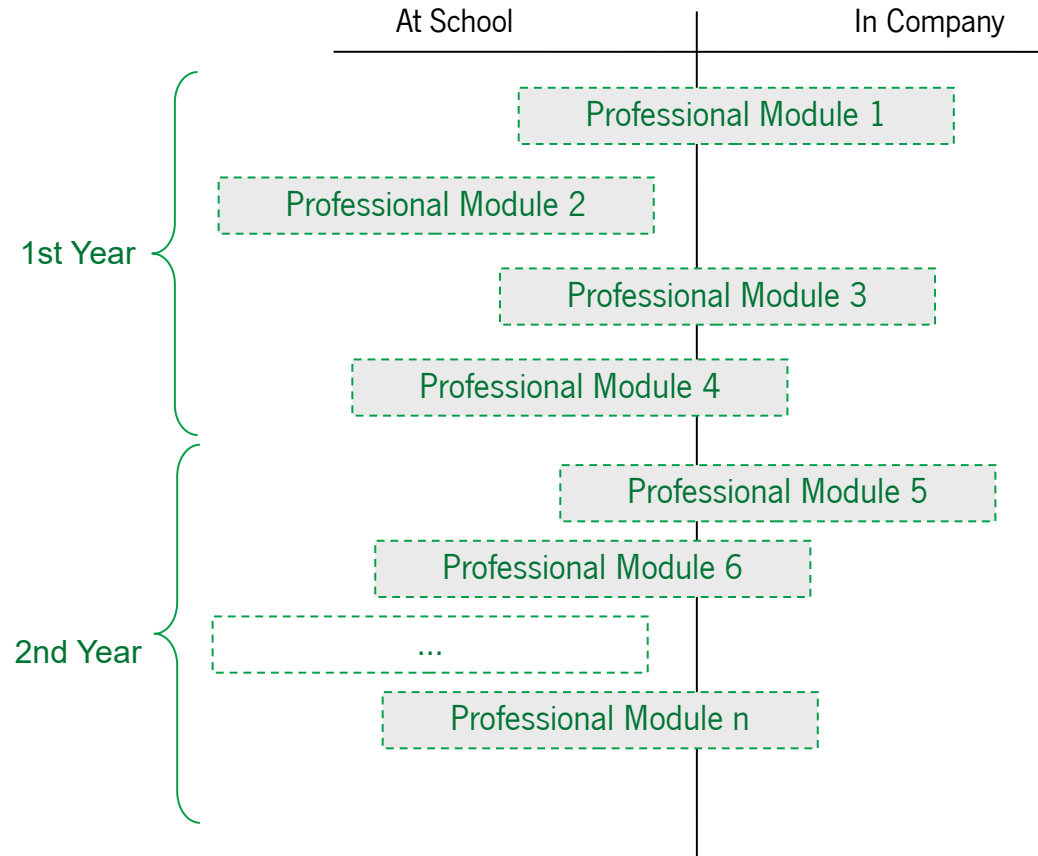 At School
In Company
Professional Module 1
Professional Module 2
1st Year
Professional Module 3
Professional Module 4
Professional Module 5
Professional Module 6
2nd Year
...
Professional Module n